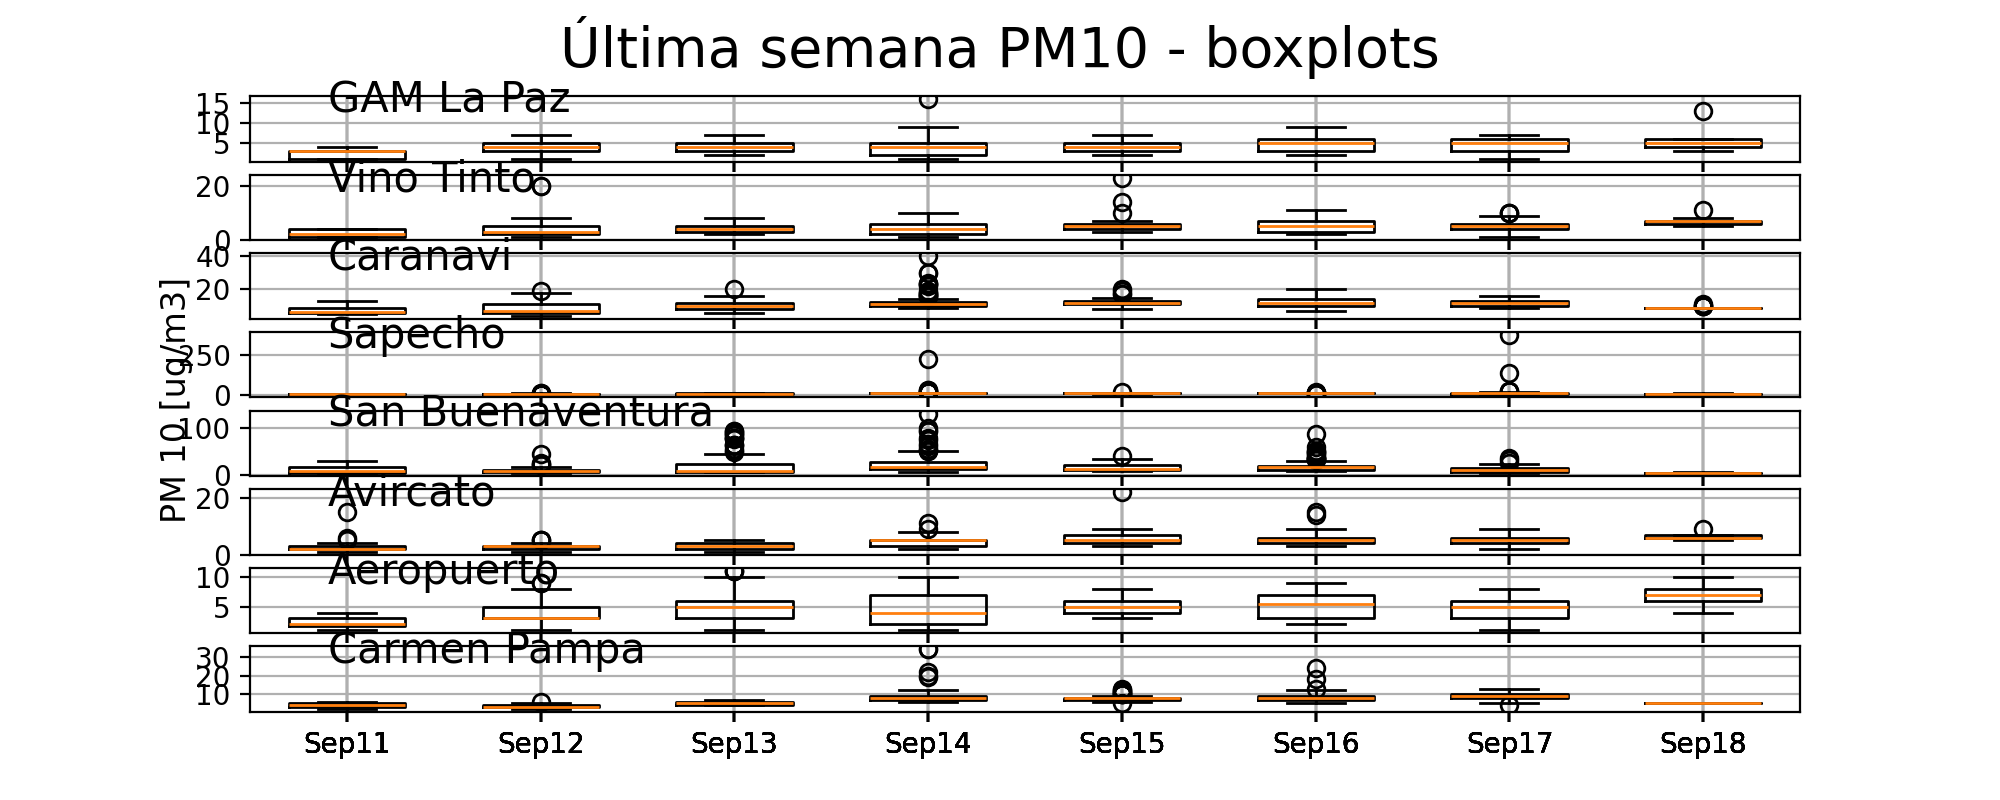 Última semana PM10 - boxplots
GAM La Paz
15
10
5
Vino Tinto
20
0
Caranavi
40
20
Sapecho
250
0
PM 10 [ug/m3]
San Buenaventura
100
0
Avircato
20
0
Aeropuerto
10
5
Carmen Pampa
30
20
10
Sep11 Sep12 Sep13 Sep14 Sep15 Sep16 Sep17 Sep18